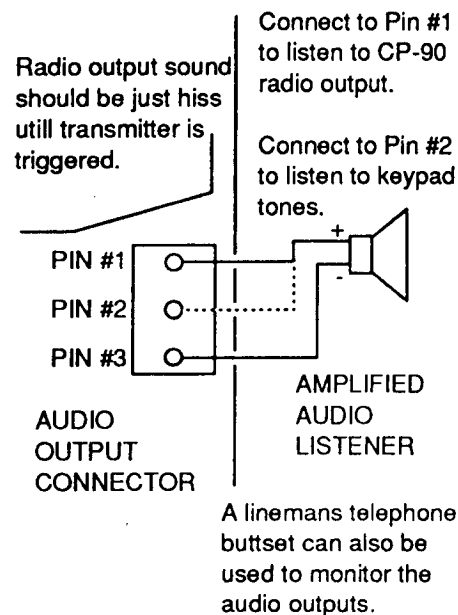 Radio output sound
should be just hiss
utill transmitter is
triggered.
Connect to Pin #1
to listen to CP-90
radio output.
Connect to Pin #2
to listen to keypad
tones.
+
-
PIN #1
PIN #2
PIN #3
AUDIO
OUTPUT
CONNECTOR
AMPLIFIED
AUDIO
LISTENER
A linemans telephone
buttset can also be
used to monitor the
audio outputs.